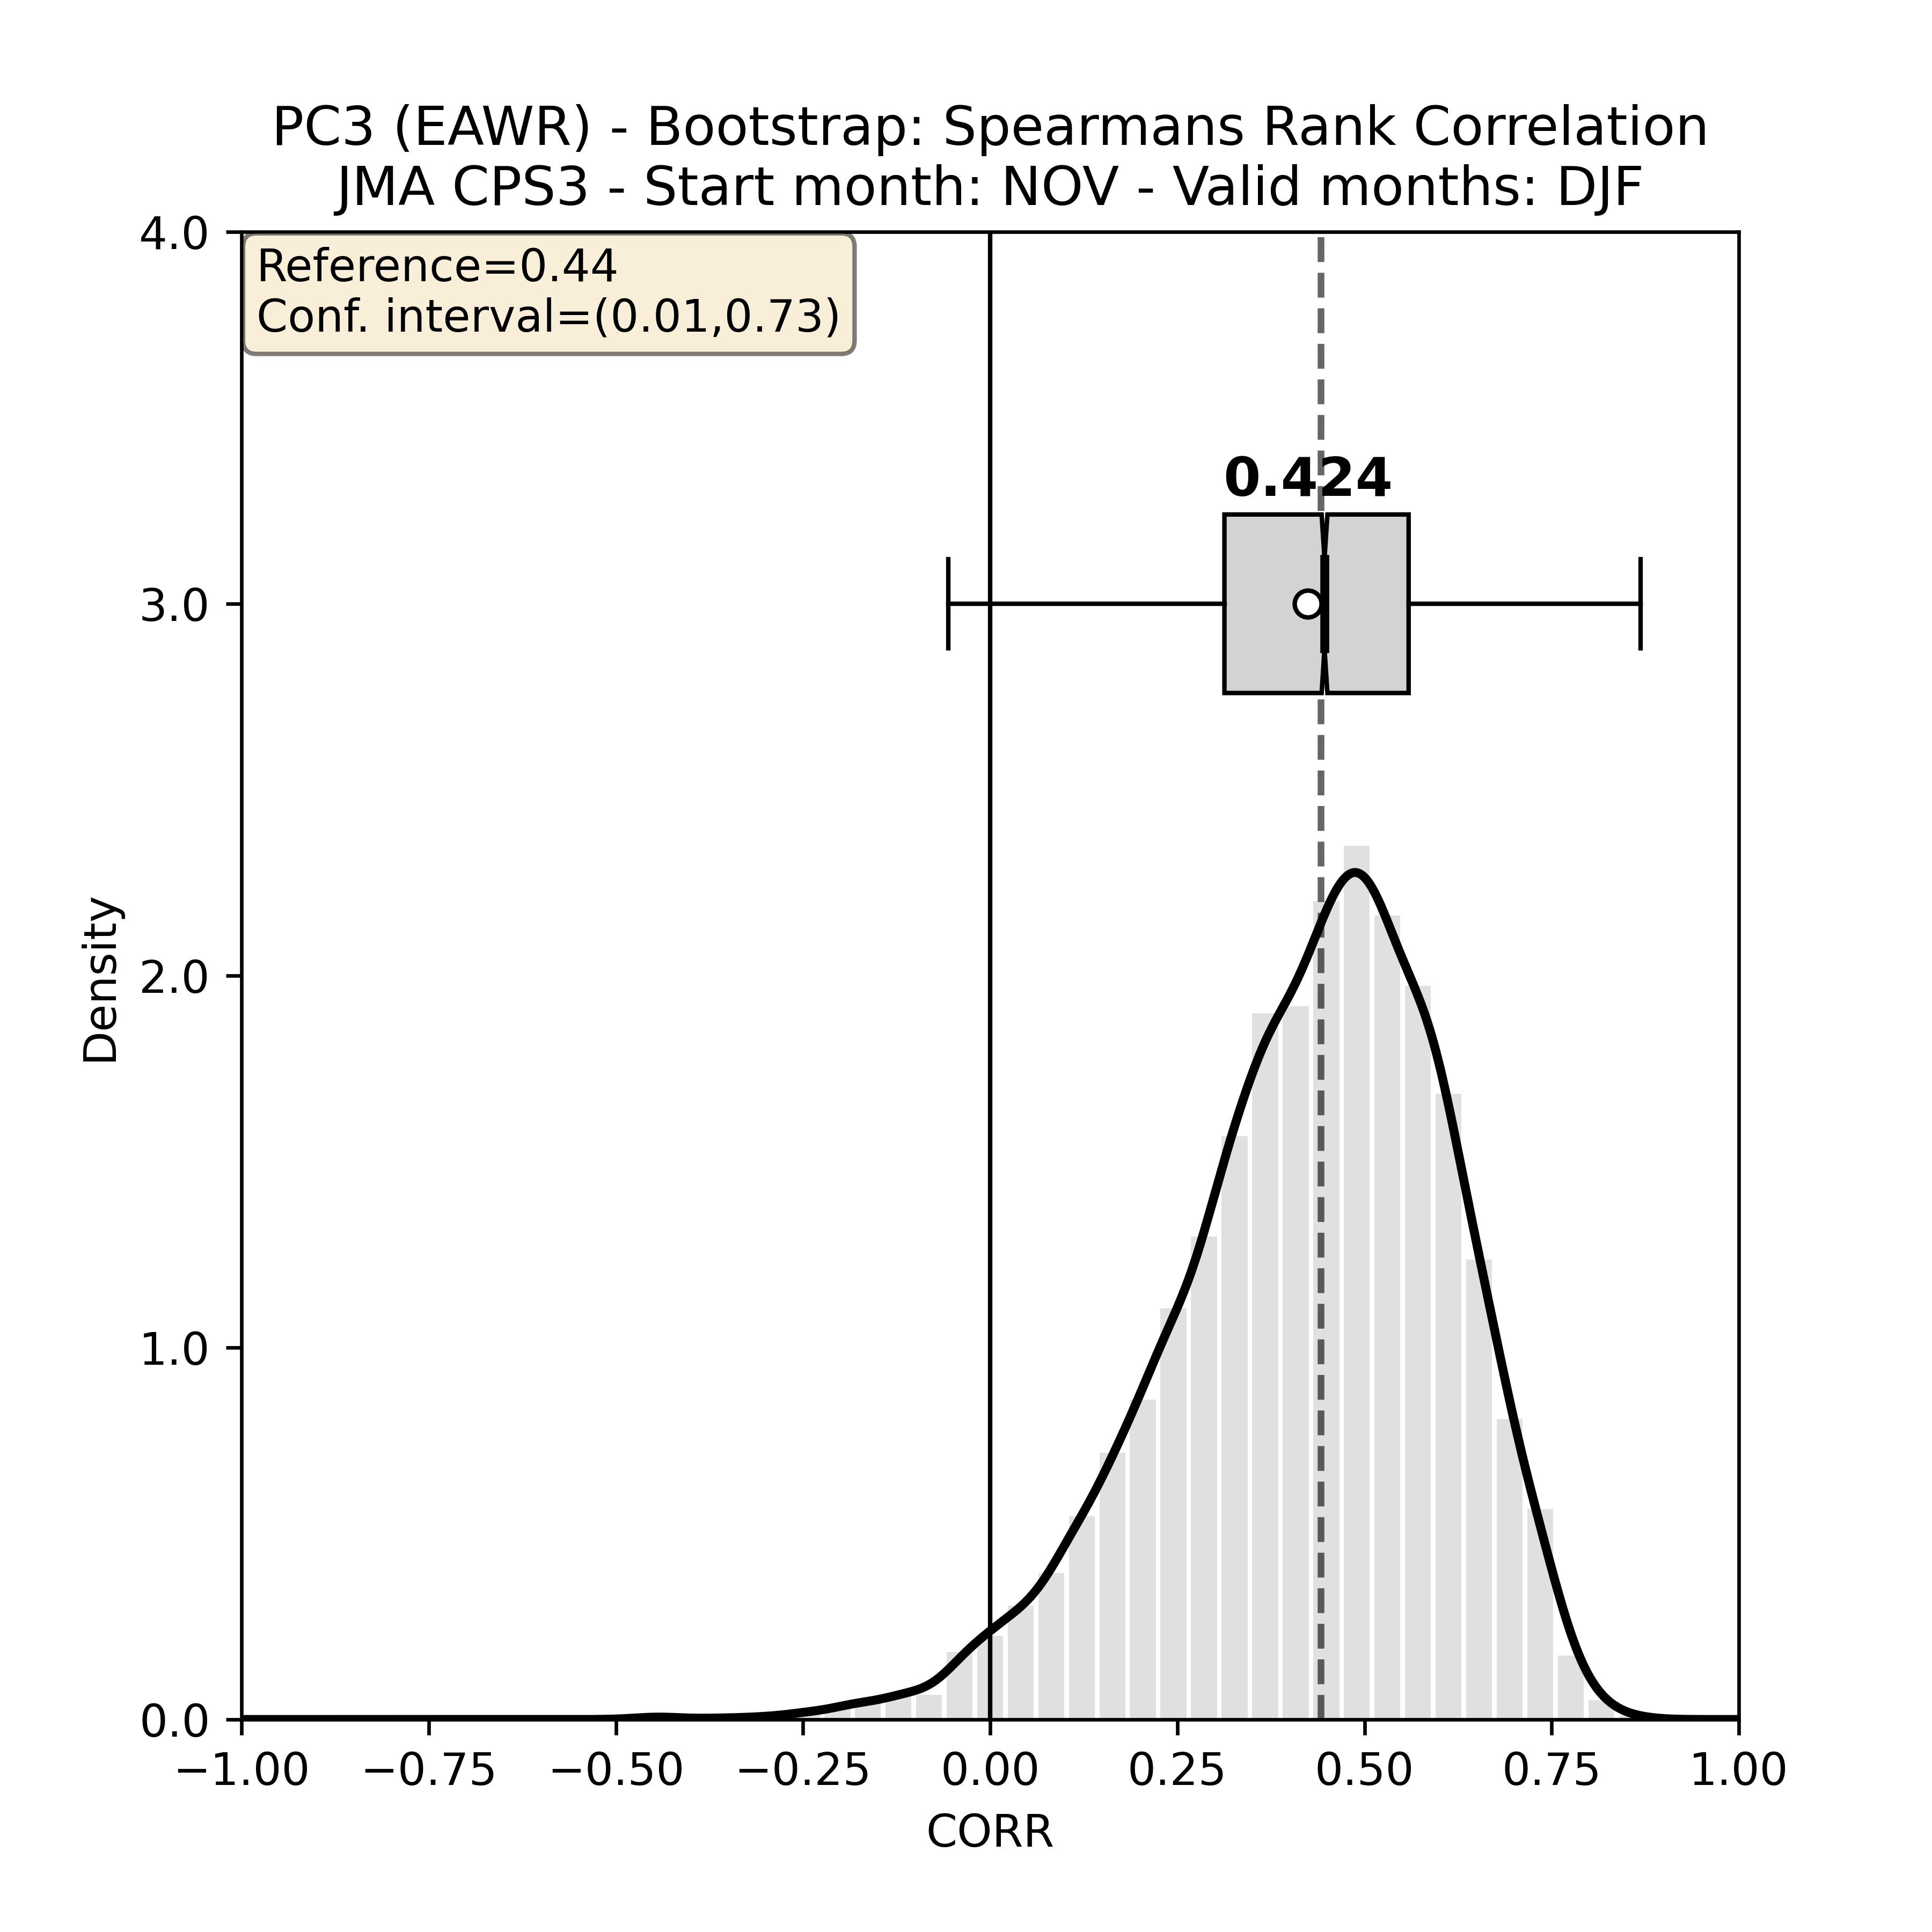 PC3 (EAWR) - Bootstrap: Spearmans Rank Correlation
JMA CPS3 - Start month: NOV - Valid months: DJF
4.0
Reference=0.44
Conf. interval=(0.01,0.73)
0.424
3.0
Density
2.0
1.0
0.0
−1.00 −0.75 −0.50 −0.25 0.00 0.25 0.50 0.75 1.00
CORR